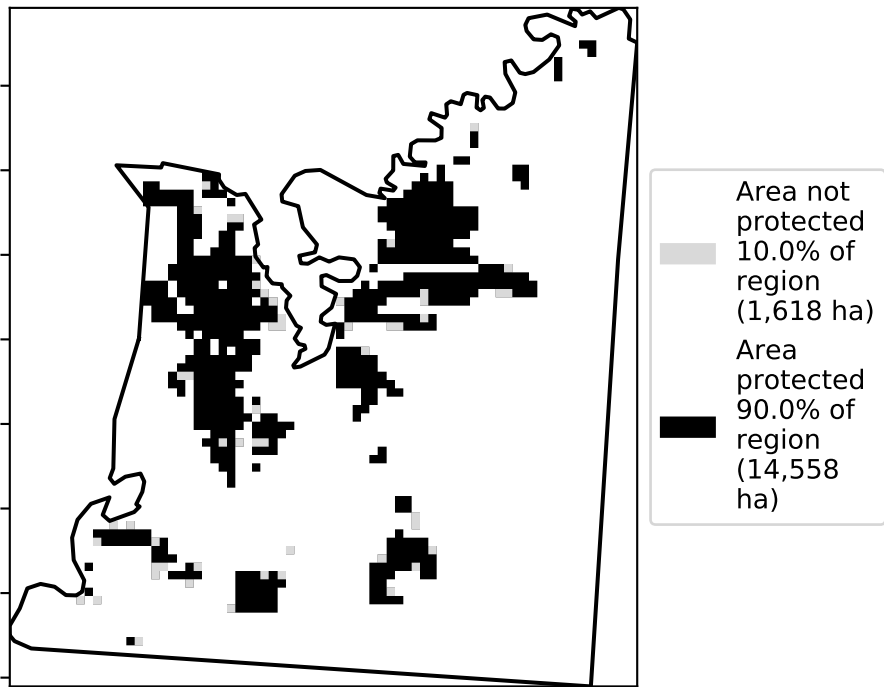 Area not
protected
10.0% of
region
(1,618 ha)
Area
protected
90.0% of
region
(14,558
ha)